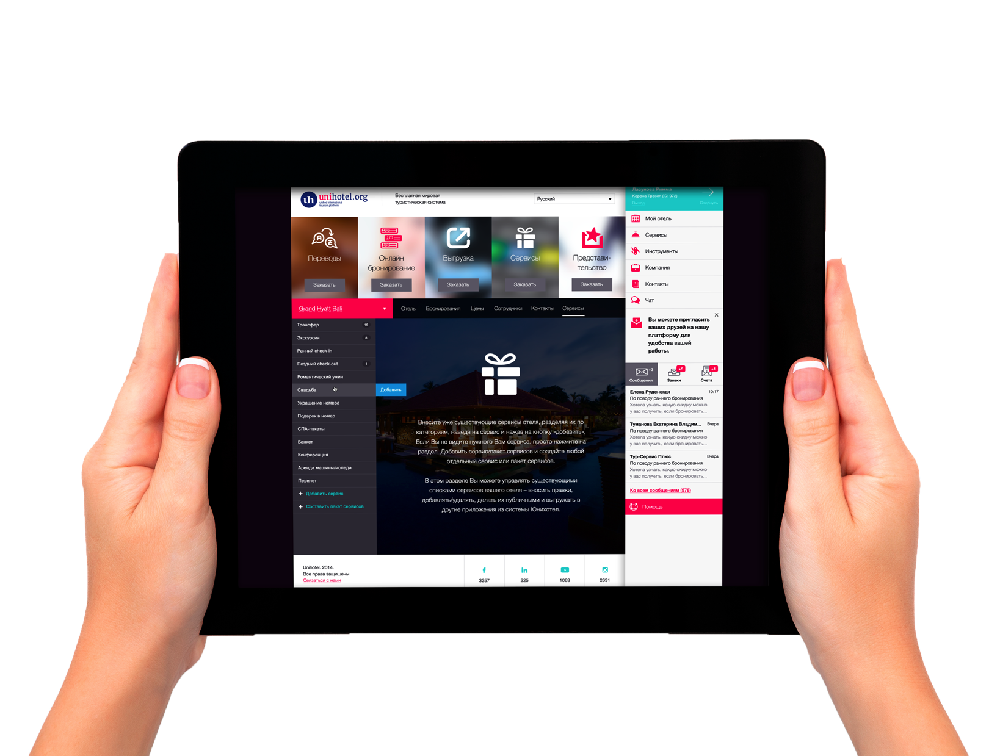 unihotel.org
unified international
tourism platform
Бесплатная мировая
туристическая система
Русский
Переводы
Заказать
Онлайн
бронирование
Заказать
Выгрузка
Заказать
Сервисы
Заказать
Представи-
тельство
Заказать
Grand Hyatt Bali
Отель Бронирования Цены Сотрудники Контакты Сервисы
Трансфер 15
Экскурсии 8
Ранний check-in
Поздний check-out 1
Романтический ужин
Свадьба
Добавить
Украшение номера
Подарок в номер
СПА-пакеты
Банкет
Конференция
Аренда машины/мопеда
Перелет
+ Добавить сервис
+ Составить пакет сервисов
Внесите уже существующие сервисы отеля, разделяя их по
категориям, наведя на сервис и нажав на кнопку «добавить».
Если Вы не видите нужного Вам сервиса, просто нажмите на
раздел Добавить сервис/пакет сервисов и создайте любой
отдельный сервис или пакет сервисов.
В этом разделе Вы можете управлять существующими
списками сервисов вашего отеля – вносить правки,
добавлять/удалять, делать их публичными и выгружать в
другие приложения из системы Юнихотел.
Unihotel. 2014.
Все права защищены
Связаться с нами
3257
225
1063
2631
Лазунова Римма
Корона Трэвел (ID: 972)
Выход Свернуть
Мой отель
Сервисы
Инструменты
Компания
Контакты
Чат
Вы можете пригласить
ваших друзей на нашу
платформу для
удобства вашей
работы.
+3
Сообщения
+5
Заявки
+1
Счета
Елена Руденская 10:17
По поводу раннего бронирования
Хотела узнать, какую скидку можно
у вас получить, если бронировать...
Туманова Екатерина Владим... Вчера
По поводу раннего бронирования
Хотела узнать, какую скидку можно
у вас получить, если бронировать...
Тур-Сервис Плюс Вчера
По поводу раннего бронирования
Хотела узнать, какую скидку можно
у вас получить, если бронировать...
Ко всем сообщениям (578)
Помощь